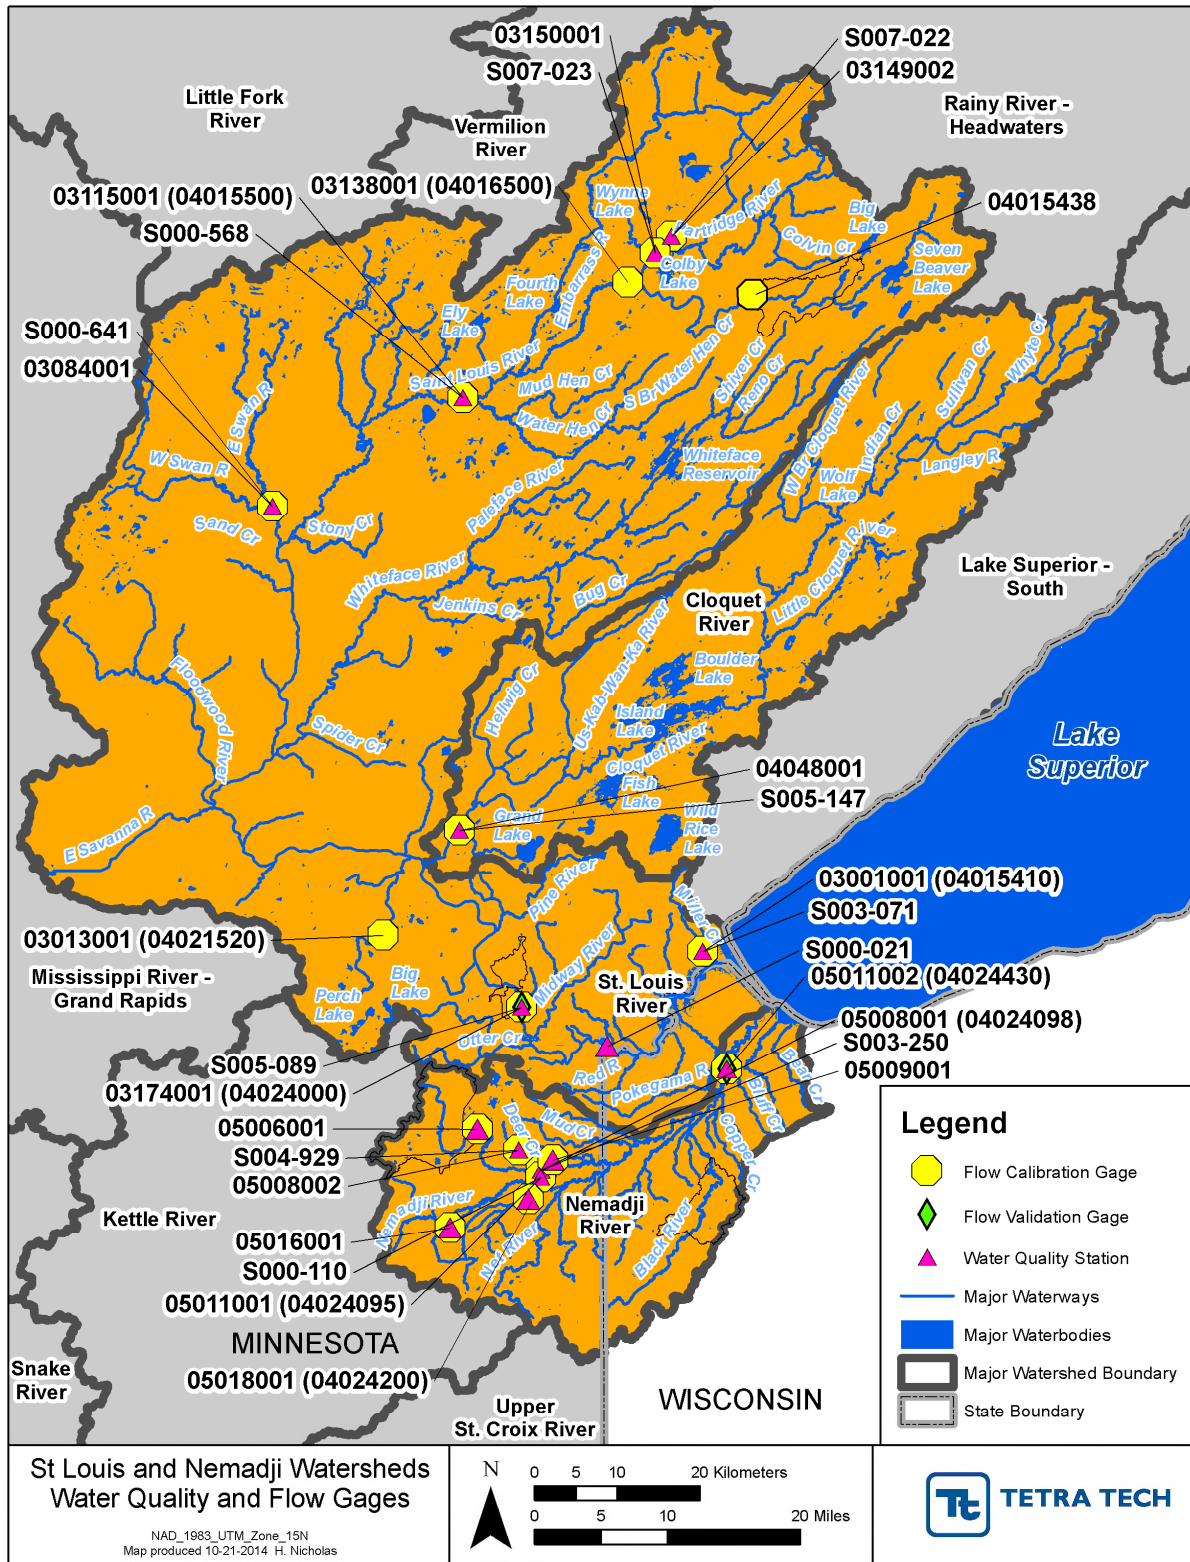 03150001
S007-023
S007-022
03149002
Little Fork
River
Vermilion
River
Rainy River -
Headwaters
03115001 (04015500)
03138001 (04016500)
S000-568
04015438
Wynne
Lake
Partridge River
Big
Lake
Colvin Cr
Seven
Beaver
Lake
Colby
Lake
Embarrass R
Fourth
Lake
Ely
Lake
S000-641
03084001
Saint Louis River
Mud Hen Cr
S Br Water Hen Cr
Water Hen Cr
Shiver Cr
Reno Cr
W Br Cloquet River
Indian Cr
Sullivan Cr
Whyte Cr
Langley R
Wolf
Lake
E Swan R
W Swan R
Sand Cr
Stony Cr
Paleface River
Whiteface
Reservoir
Whiteface River
Jenkins Cr
Bug Cr
Little Cloquet River
Lake Superior -
South
Cloquet
River
Us-Kab-Wan-Ka River
Hellwig Cr
Boulder
Lake
Island
Lake
Cloquet River
Fish
Lake
Floodwood River
Spider Cr
Lake
Superior
04048001
S005-147
Grand
Lake
Wild
Rice
Lake
E Savanna R
Pine River
Miller Cr
03001001 (04015410)
S003-071
03013001 (04021520)
S000-021
05011002 (04024430)
Mississippi River -
Grand Rapids
Big
Lake
Perch
Lake
Midway River
St. Louis
River
05008001 (04024098)
S003-250
05009001
Otter Cr
S005-089
03174001 (04024000)
Red R
Pokegama R
Bluff Cr
Bear Cr
05006001
S004-929
05008002
Deer Cr
Mud Cr
Copper Cr
Kettle River
Nemadji River
Nemadji
River
Net River
Black River
05016001
S000-110
05011001 (04024095)
MINNESOTA
05018001 (04024200)
Snake
River
Upper
St. Croix River
WISCONSIN
Legend
Flow Calibration Gage
Flow Validation Gage
Water Quality Station
Major Waterways
Major Waterbodies
Major Watershed Boundary
State Boundary
St Louis and Nemadji Watersheds
Water Quality and Flow Gages
NAD_1983_UTM_Zone_15N
Map produced 10-21-2014 H. Nicholas
N
0 5 10 20 Kilometers
0 5 10 20 Miles
Tt
TETRA TECH